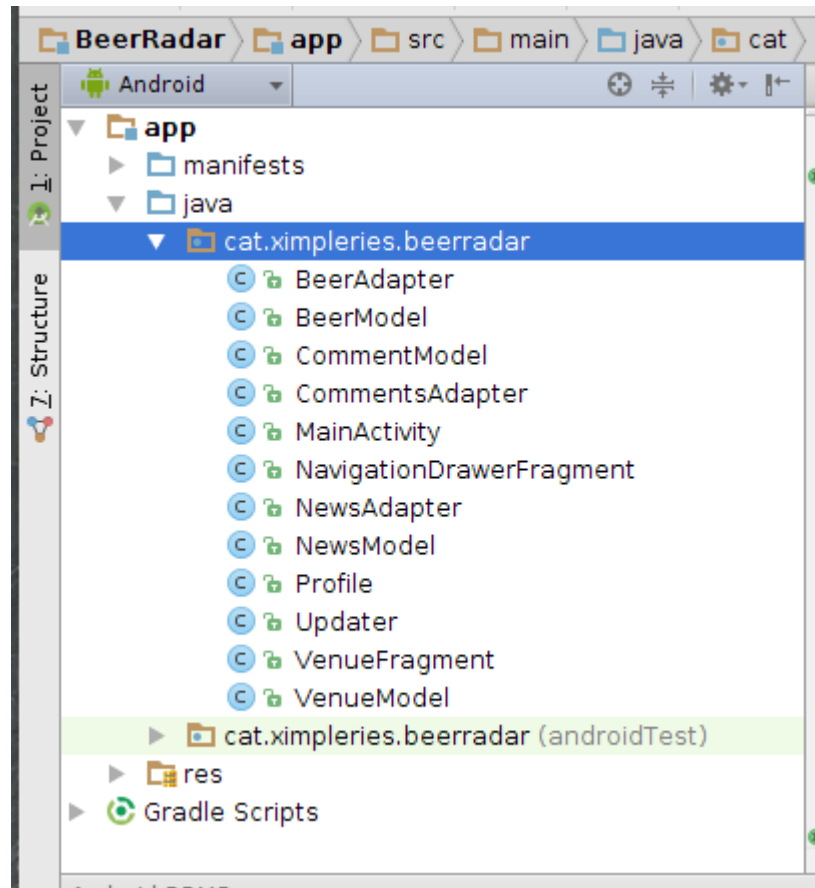 BeerRadar app src main java cat
Android
1: Project
7: Structure
app
manifests
java
cat.ximpleries.beerradar
BeerAdapter
BeerModel
CommentModel
CommentsAdapter
MainActivity
NavigationDrawerFragment
NewsAdapter
NewsModel
Profile
Updater
VenueFragment
VenueModel
cat.ximpleries.beerradar (androidTest)
res
Gradle Scripts